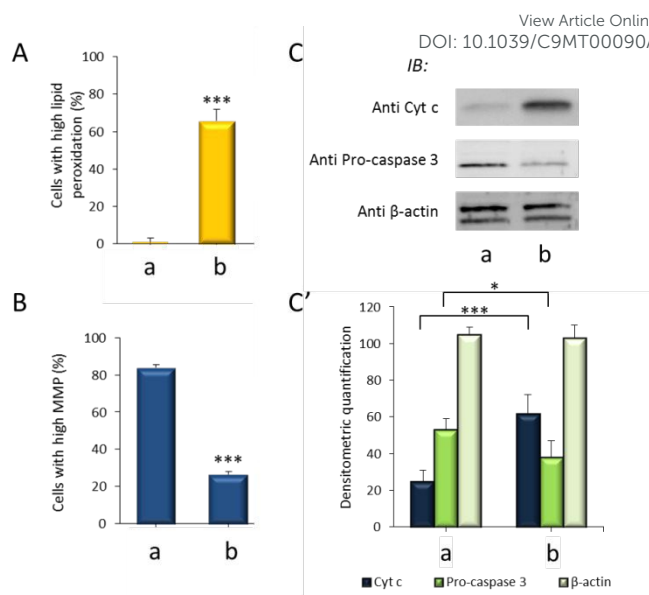 View Article Onlin
DOI: 10.1039/C9MT00090A
A
Cells with high lipid
peroxidation (%)
100
80
60
40
20
0
***
a
b
B
Cells with high MMP (%)
100
80
60
40
20
0
***
a
b
C
IB:
Anti Cyt c
Anti Pro-caspase 3
Anti β-actin
a
b
C'
Densitometric quantification
120
100
80
60
40
20
0
*
***
a
b
Cyt c
Pro-caspase 3
β-actin